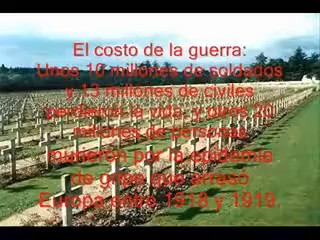 El costo de la guerra:
Unos 10 millones de soldados
y 13 millones de civiles
perdieron la vida, y otros 20
millones de personas
murieron por la epidemia
de gripe que arrasó
Europa entre 1918 y 1919.